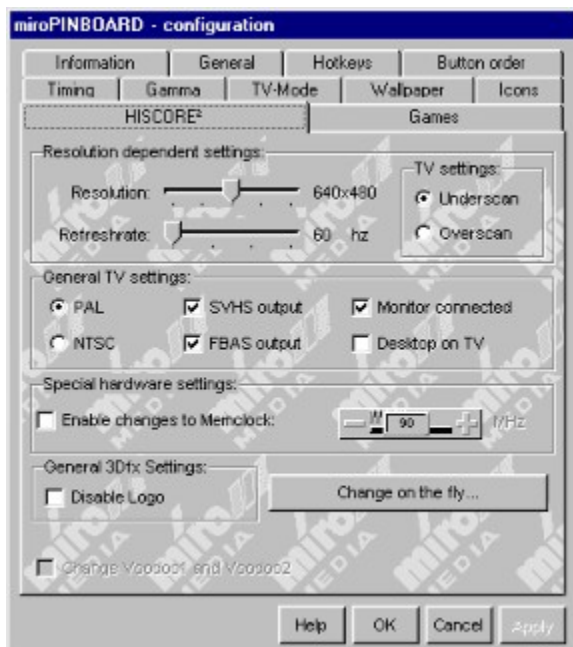 miroPINBOARD - configuration
Information General Hotkeys Button order
Timing Gamma TV-Mode Wallpaper Icons
HISCORE² Games
Resolution dependent settings:
TV settings:
Resolution: 640x480
Underscan
Refreshrate: 60 hz
Overscan
General TV settings:
PAL SVHS output Monitor connected
NTSC FBAS output Desktop on TV
Special hardware settings:
Enable changes to Memclock: 90 MHz
General 3Dfx Settings:
Disable Logo
Change on the fly...
Change Voodoo1 and Voodoo2
Help OK Cancel Apply
miro MEDIA